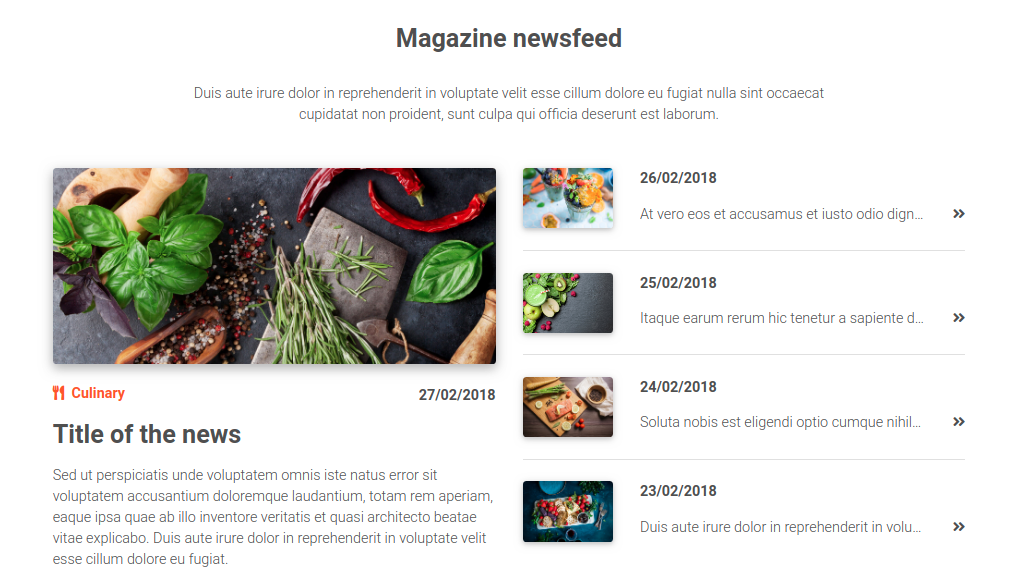 Magazine newsfeed
Duis aute irure dolor in reprehenderit in voluptate velit esse cillum dolore eu fugiat nulla sint occaecat
cupidatat non proident, sunt culpa qui officia deserunt est laborum.
Culinary
27/02/2018
Title of the news
Sed ut perspiciatis unde voluptatem omnis iste natus error sit
voluptatem accusantium doloremque laudantium, totam rem aperiam,
eaque ipsa quae ab illo inventore veritatis et quasi architecto beatae
vitae explicabo. Duis aute irure dolor in reprehenderit in voluptate velit
esse cillum dolore eu fugiat.
26/02/2018
At vero eos et accusamus et iusto odio dign...
25/02/2018
Itaque earum rerum hic tenetur a sapiente d...
24/02/2018
Soluta nobis est eligendi optio cumque nihil...
23/02/2018
Duis aute irure dolor in reprehenderit in volu...